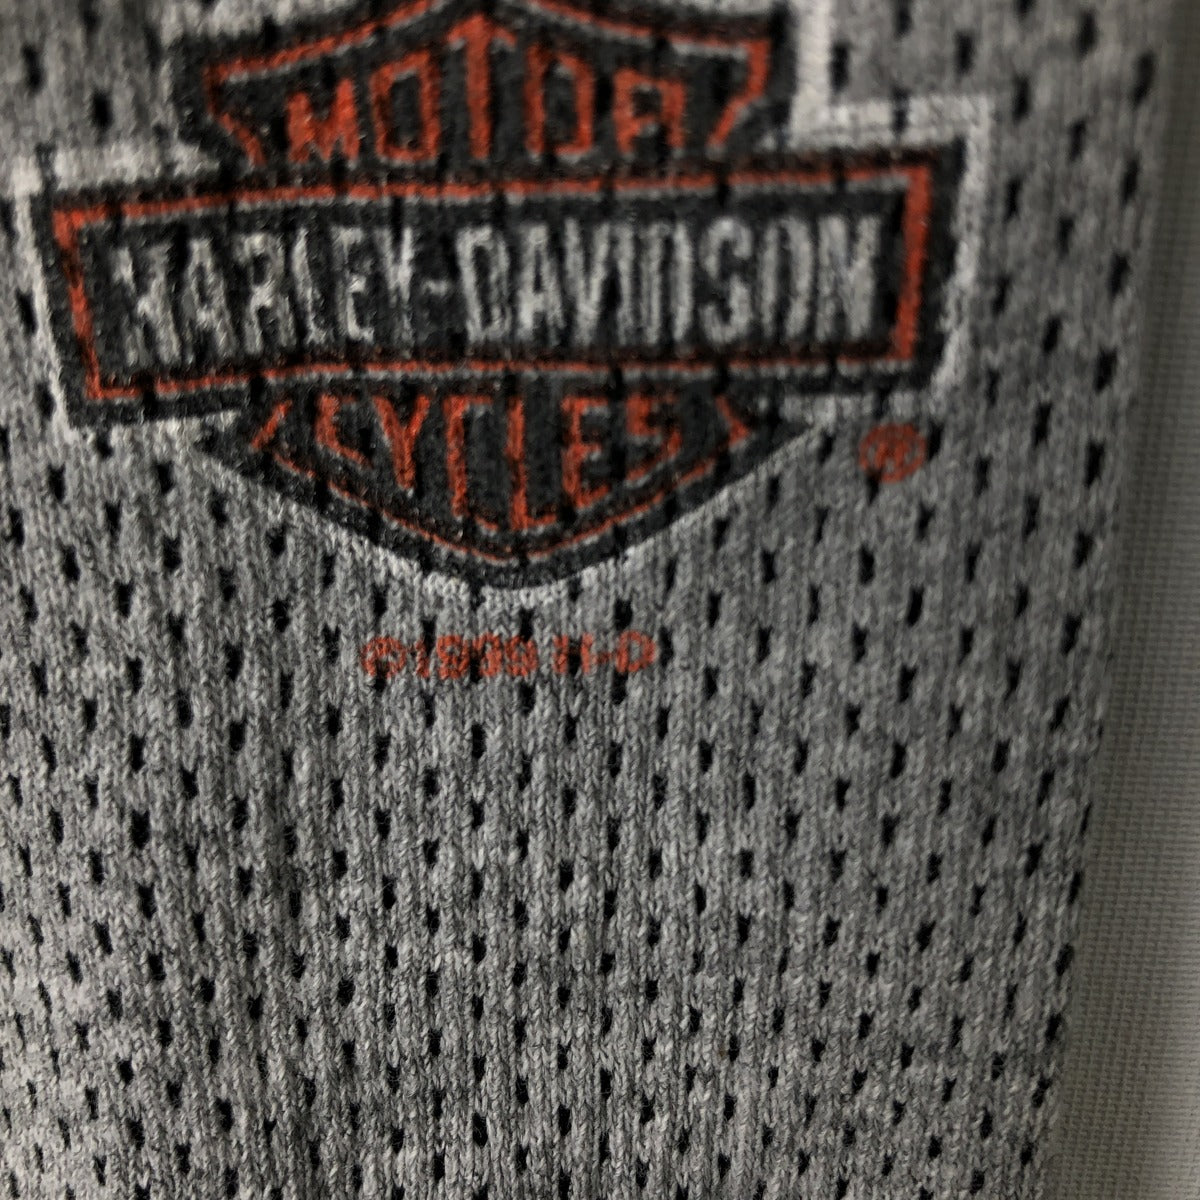 MOTOR
HARLEY-DAVIDSON
CYCLES
®
©1999 H-D